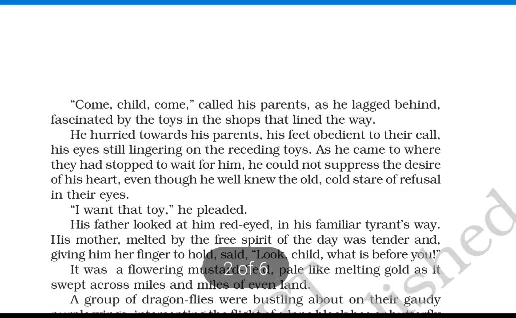 “Come, child, come,” called his parents, as he lagged behind,
fascinated by the toys in the shops that lined the way.
He hurried towards his parents, his feet obedient to their call,
his eyes still lingering on the receding toys. As he came to where
they had stopped to wait for him, he could not suppress the desire
of his heart, even though he well knew the old, cold stare of refusal
in their eyes.
“I want that toy,” he pleaded.
His father looked at him red-eyed, in his familiar tyrant’s way.
His mother, melted by the free spirit of the day was tender and,
giving him her finger to hold, said, “Look, child, what is before you!”
It was a flowering pale like melting gold as it
2 of 6
swept across miles and miles of even land.
A group of dragon-flies were bustling about on their gaudy